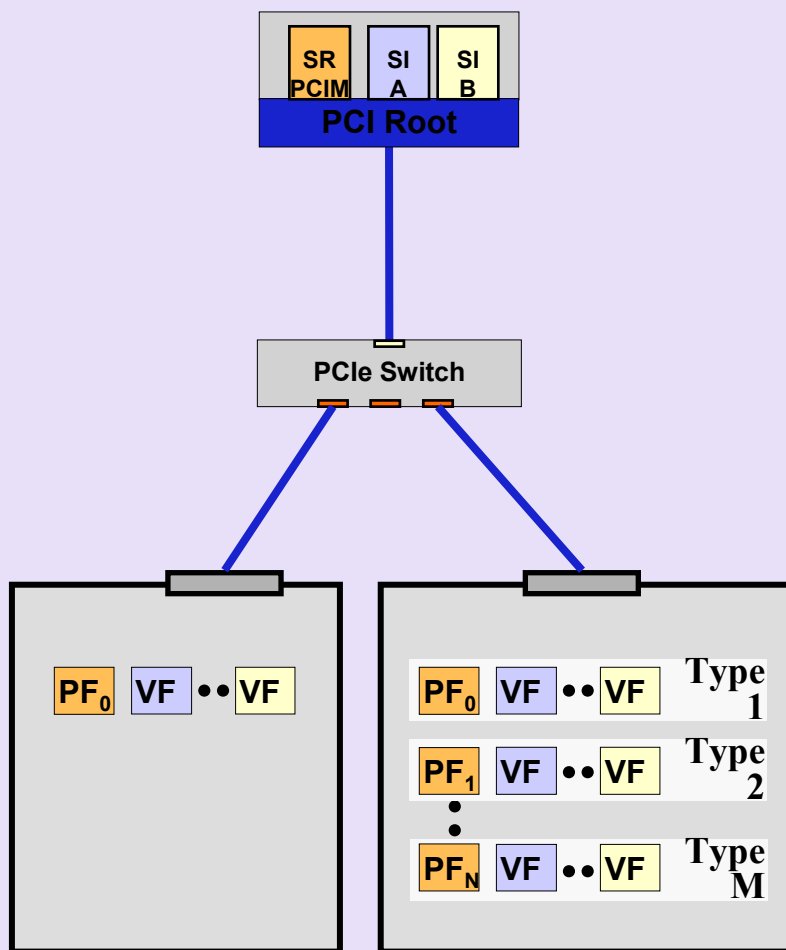 SR
PCIM
SI
A
SI
B
PCI Root
PCIe Switch
PF0 VF •• VF
PF0 VF •• VF Type
1
PF1 VF •• VF Type
2
PFN VF •• VF Type
M